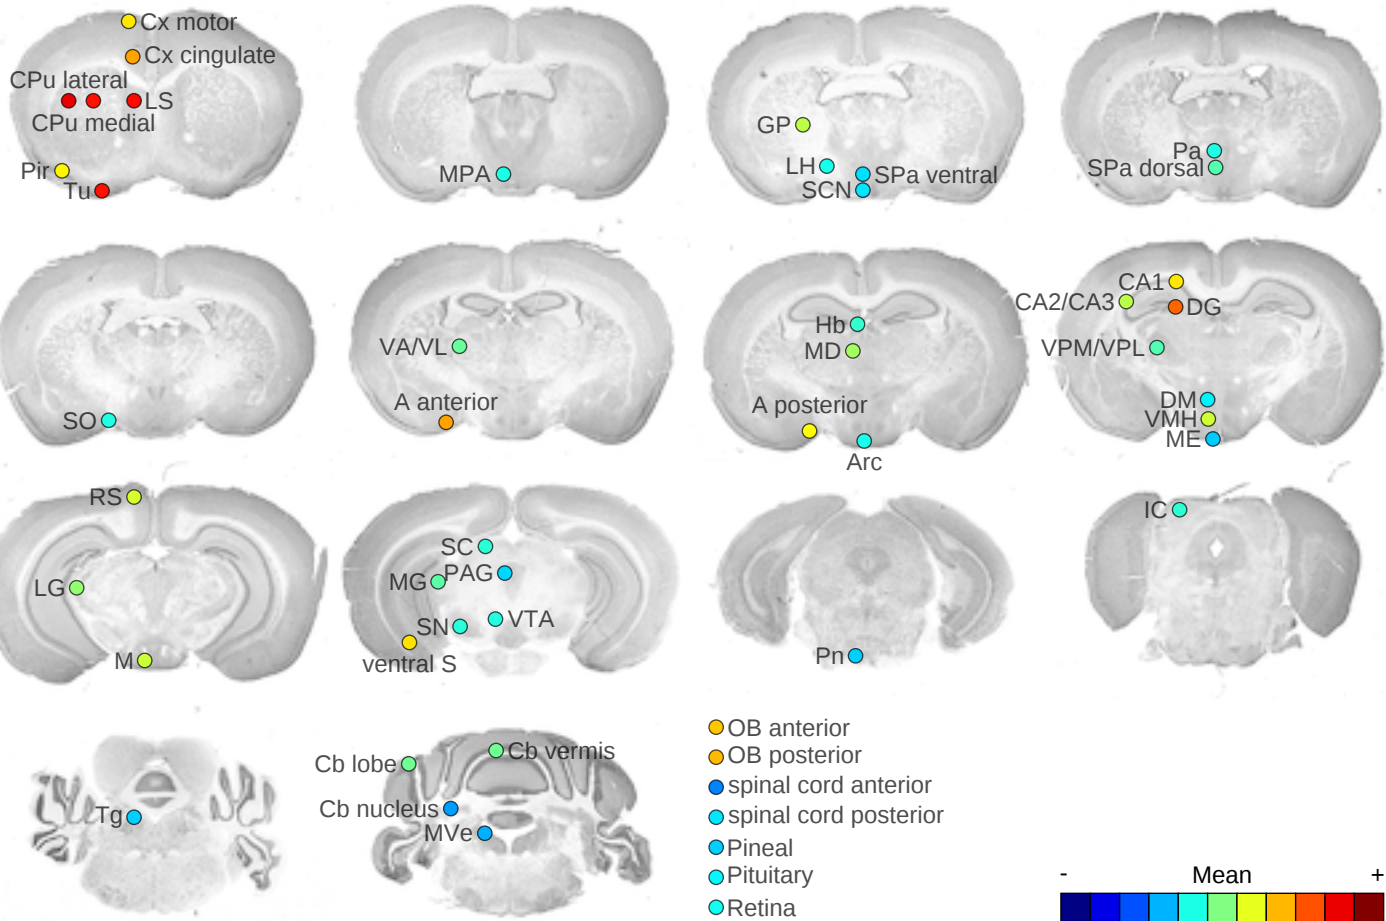 Cx motor
Cx cingulate
CPu lateral
LS
CPu medial
Pir
Tu
MPA
GP
LH
SPa ventral
SCN
Pa
SPa dorsal
SO
VA/VL
A anterior
Hb
MD
A posterior
Arc
CA1
CA2/CA3
DG
VPM/VPL
DM
VMH
ME
RS
LG
M
SC
MG
PAG
SN
VTA
ventral S
Pn
IC
Tg
Cb lobe
Cb vermis
Cb nucleus
MVe
OB anterior
OB posterior
spinal cord anterior
spinal cord posterior
Pineal
Pituitary
Retina
- Mean +